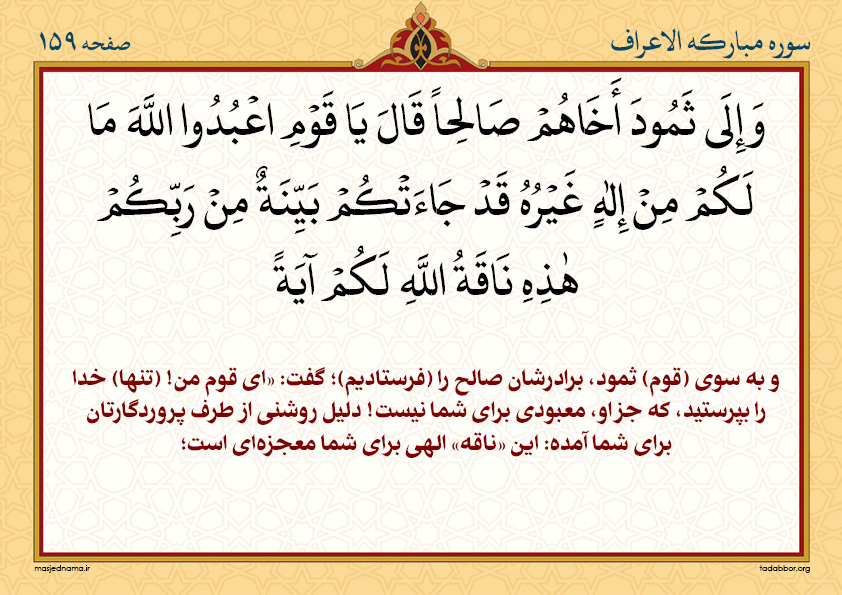 سوره مبارکه الاعراف
صفحه ۱۵۹
وَإِلَى ثَمُودَ أَخَاهُمْ صَالِحاً قَالَ يَا قَوْمِ اعْبُدُوا اللَّهَ مَا
لَكُمْ مِنْ إِلٰهٍ غَيْرُهُ قَدْ جَاءَتْكُمْ بَيِّنَةٌ مِنْ رَبِّكُمْ
هٰذِهِ نَاقَةُ اللَّهِ لَكُمْ آيَةً
و به سوی (قوم) ثمود، برادرشان صالح را (فرستادیم)؛ گفت: «ای قوم من! (تنها) خدا
را بپرستید، که جز او، معبودی برای شما نیست! دلیل روشنی از طرف پروردگارتان
برای شما آمده: این «ناقه» الهی برای شما معجزه‌ای است؛
masjednama.ir
tadabbor.org